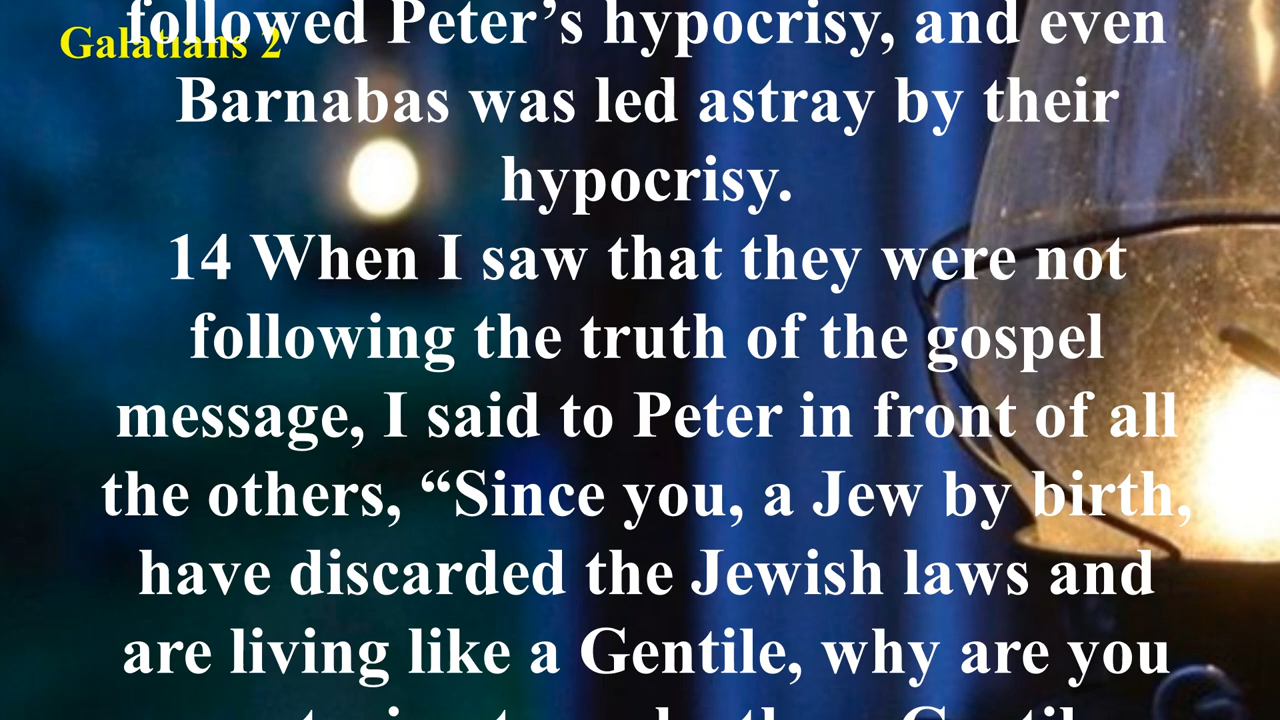 followed Peter’s hypocrisy, and even
Galatians 2
Barnabas was led astray by their
hypocrisy.
14 When I saw that they were not
following the truth of the gospel
message, I said to Peter in front of all
the others, “Since you, a Jew by birth,
have discarded the Jewish laws and
are living like a Gentile, why are you